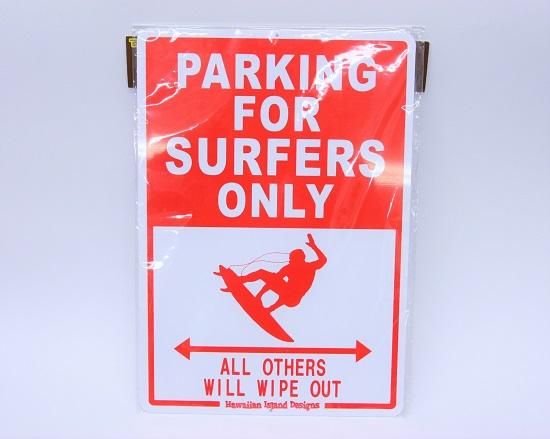 PARKING
FOR
SURFERS
ONLY
ALL OTHERS
WILL WIPE OUT
Hawaiian Island Designs